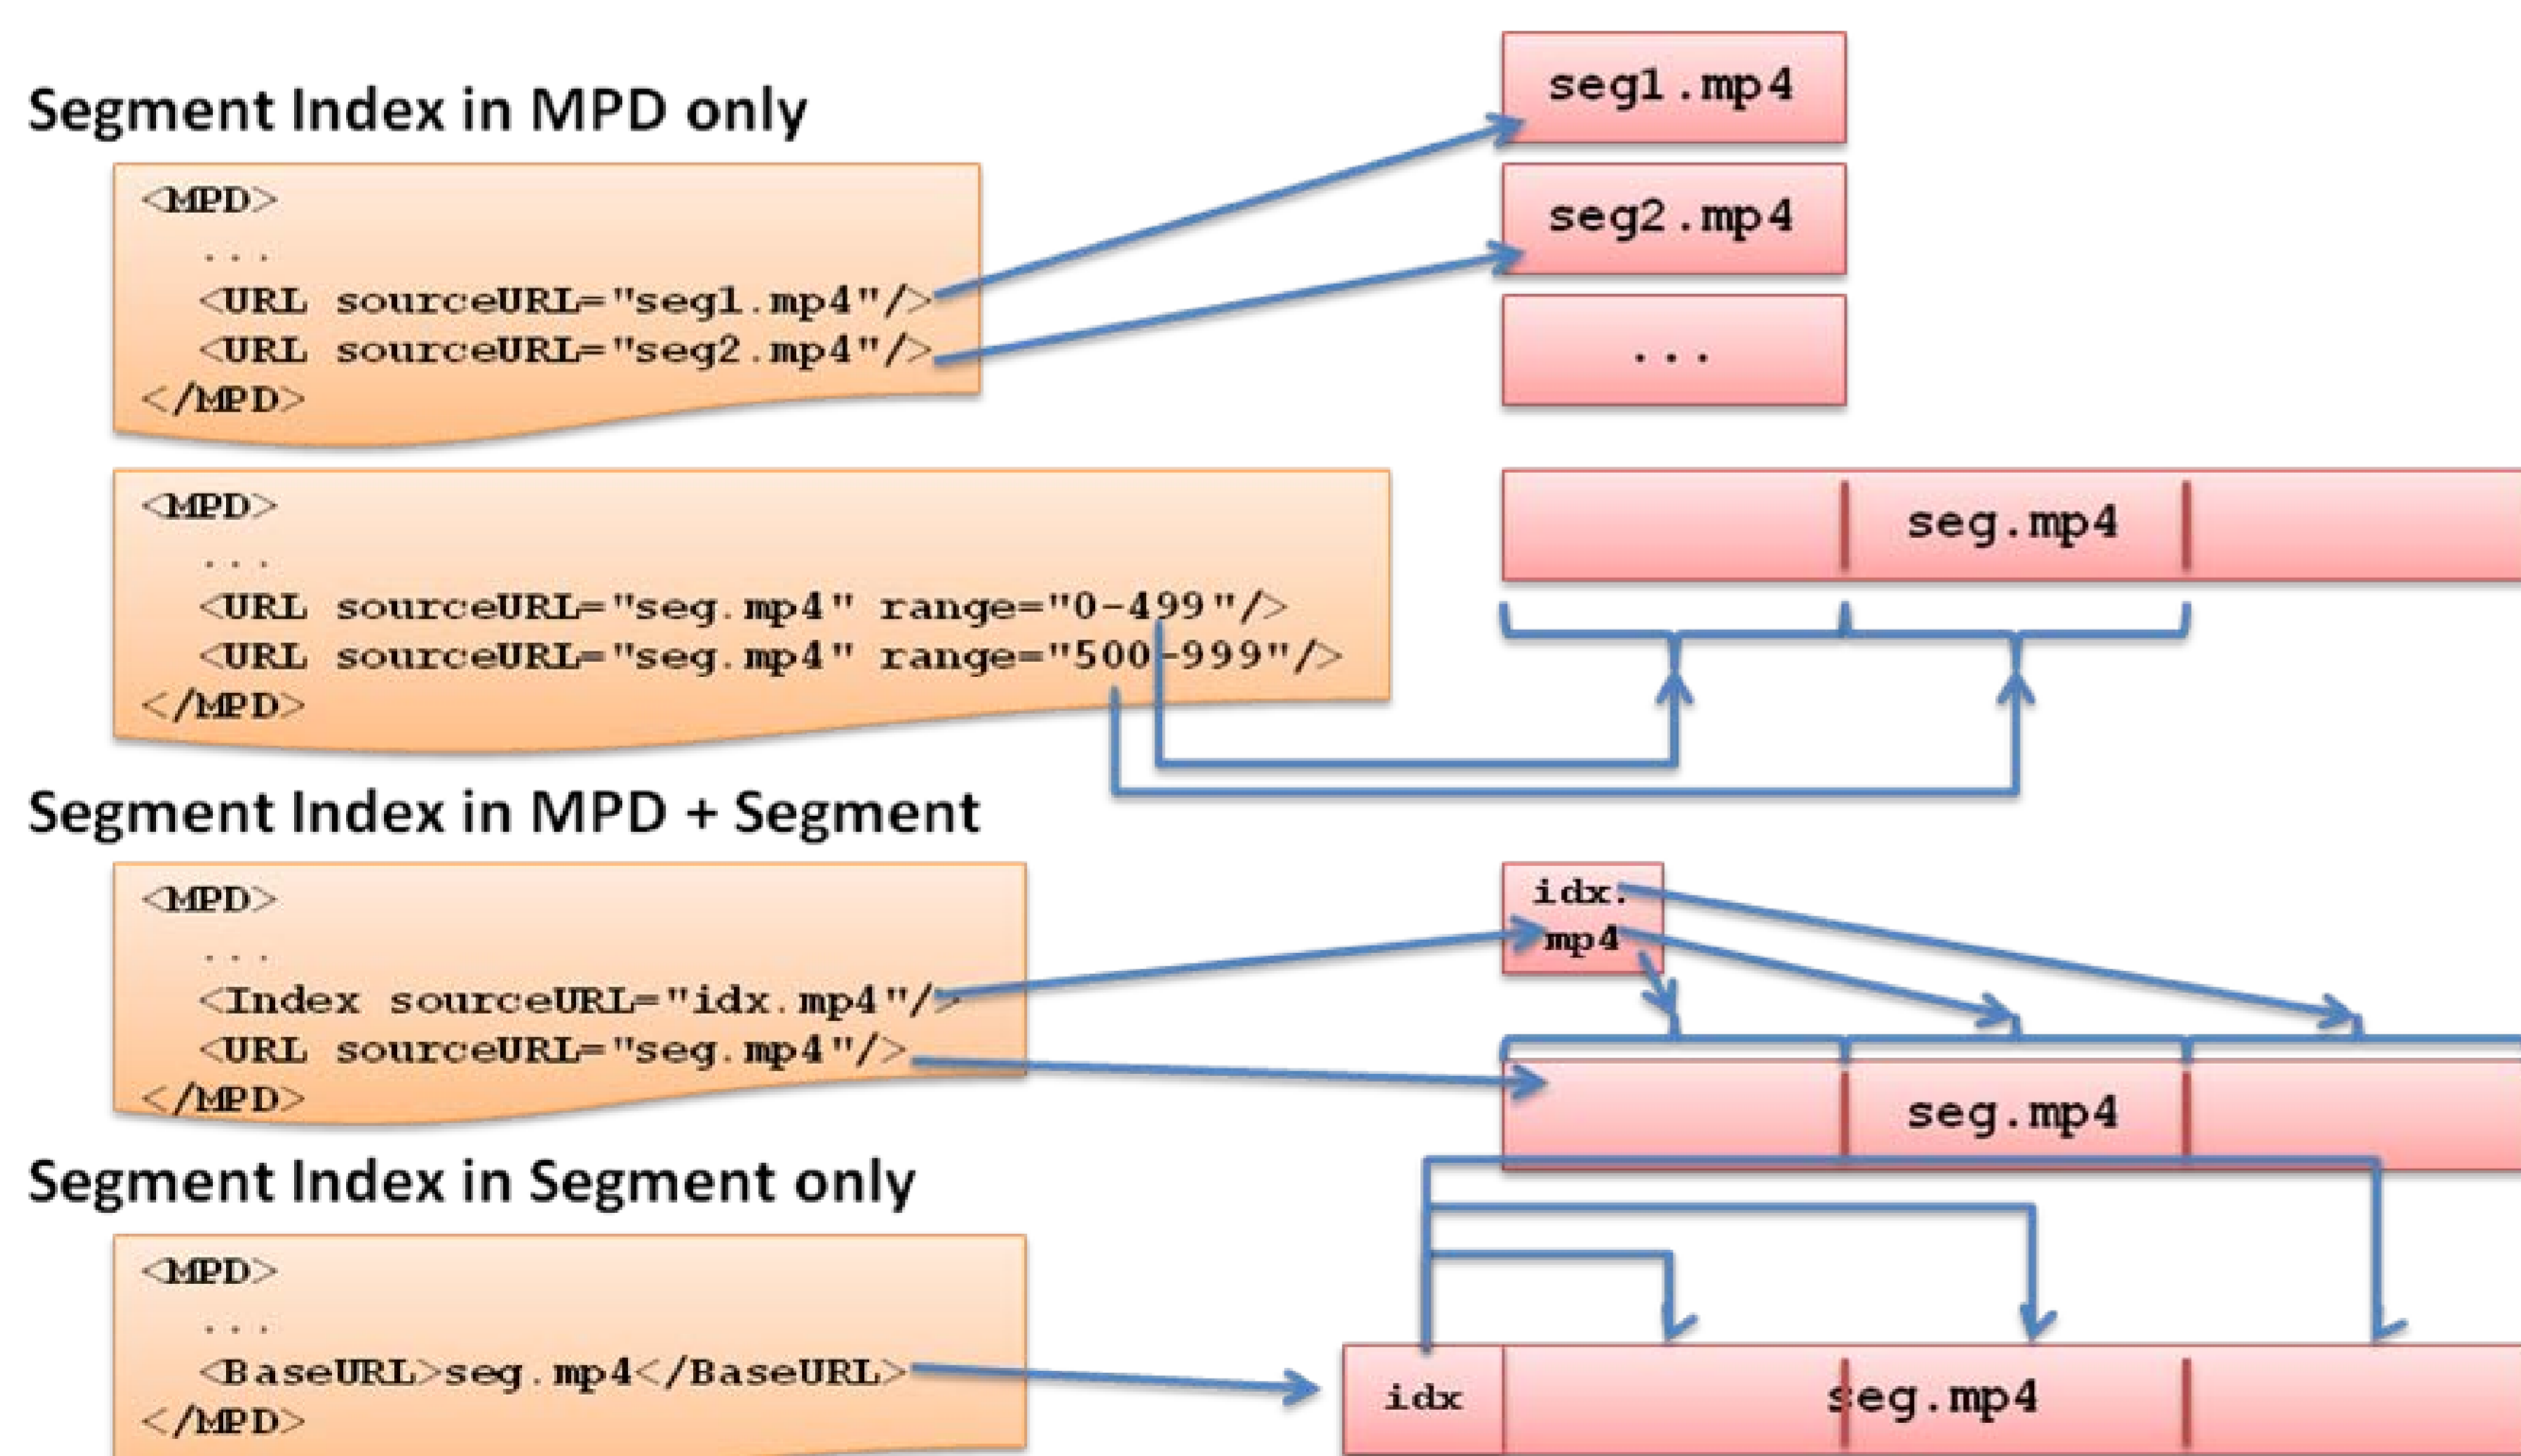 Segment Index in MPD only
<MPD>
...
<URL sourceURL="seg1.mp4"/>
<URL sourceURL="seg2.mp4"/>
</MPD>
seg1.mp4
seg2.mp4
...
<MPD>
...
<URL sourceURL="seg.mp4" range="0-499"/>
<URL sourceURL="seg.mp4" range="500-999"/>
</MPD>
seg.mp4
Segment Index in MPD + Segment
<MPD>
...
<Index sourceURL="idx.mp4"/>
<URL sourceURL="seg.mp4"/>
</MPD>
idx.
mp4
seg.mp4
Segment Index in Segment only
<MPD>
...
<BaseURL>seg.mp4</BaseURL>
</MPD>
idx
seg.mp4